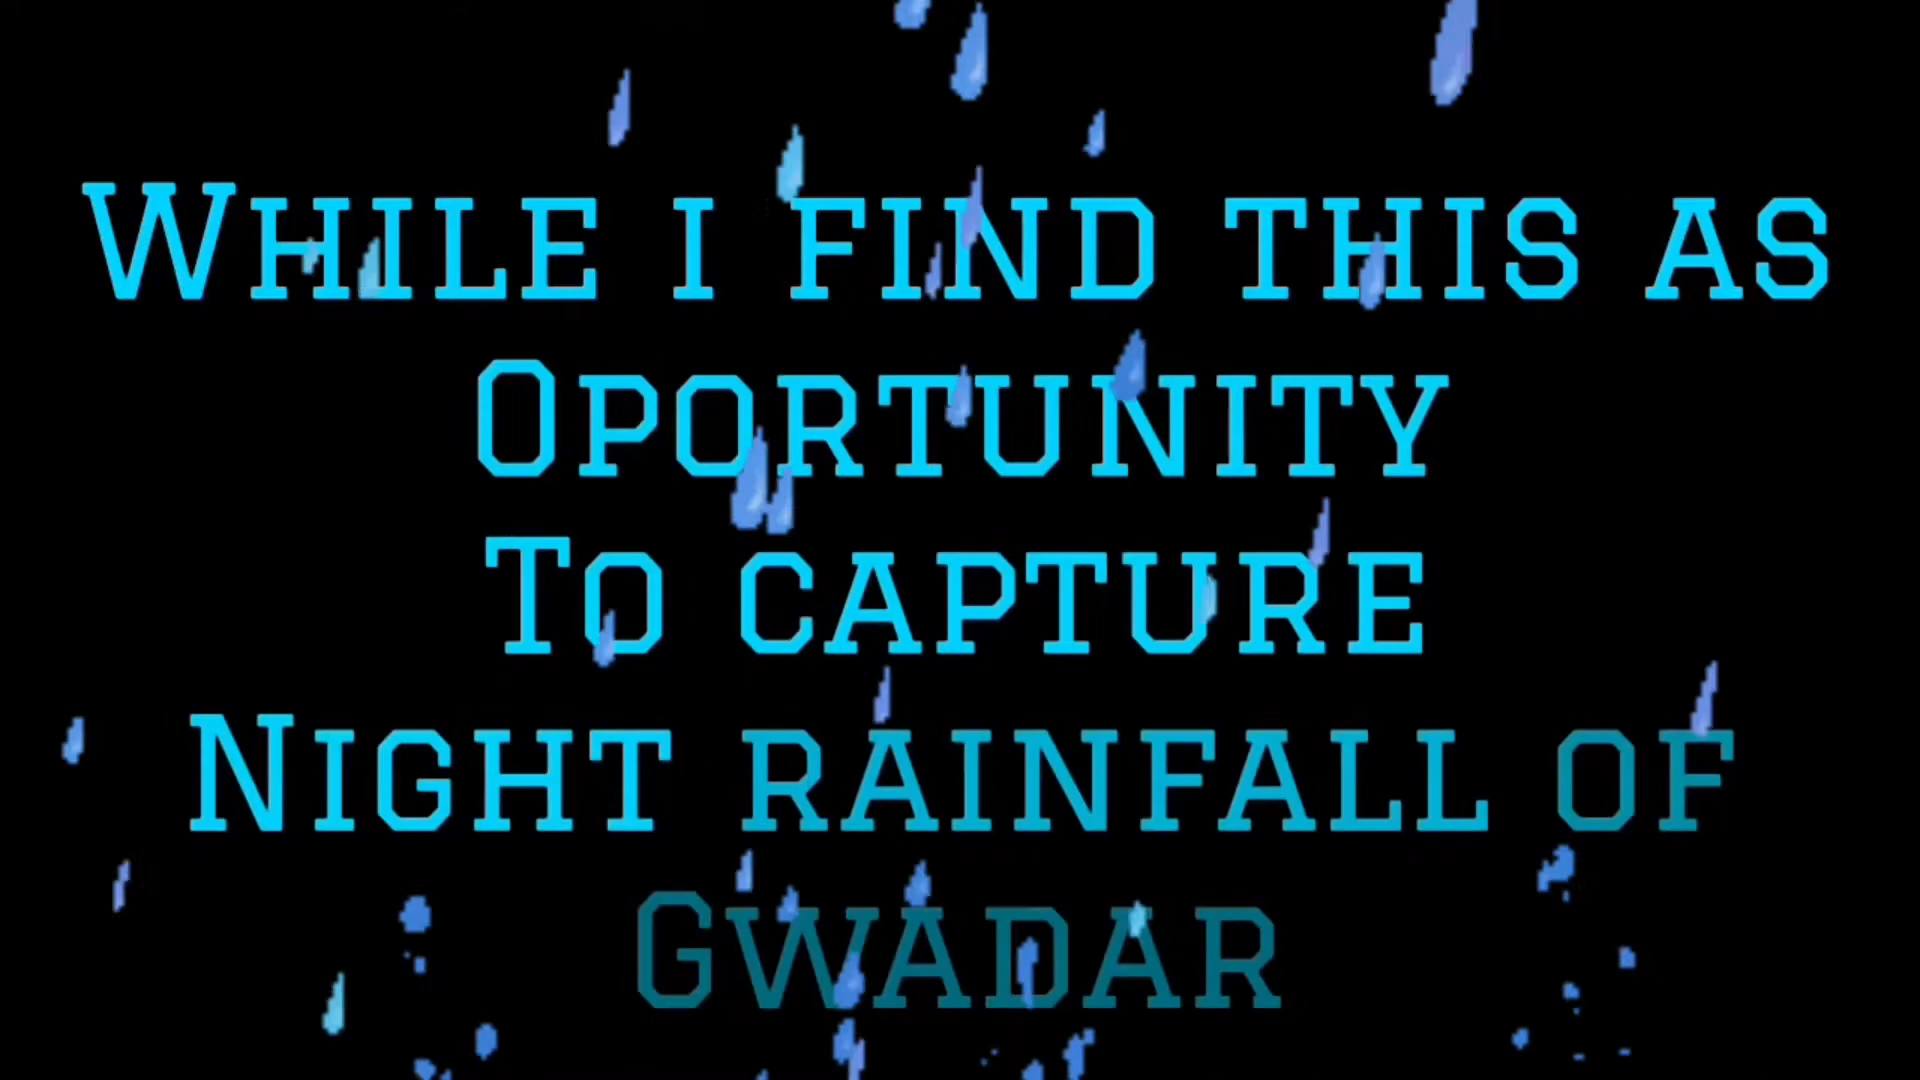 While i find this as
Oportunity
To capture
Night rainfall of
Gwadar